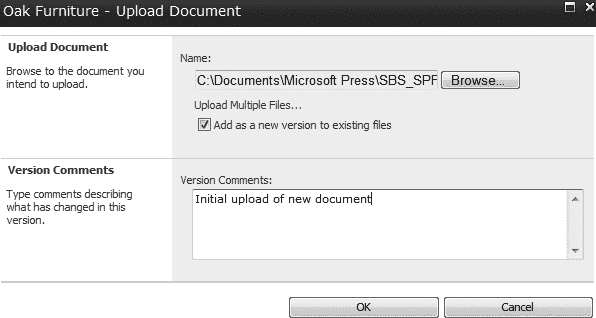 Oak Furniture - Upload Document
Upload Document
Browse to the document you
intend to upload.
Name:
C:\Documents\Microsoft Press\SBS_SPF
Browse...
Upload Multiple Files...
Add as a new version to existing files
Version Comments
Type comments describing
what has changed in this
version.
Version Comments:
Initial upload of new document
OK
Cancel